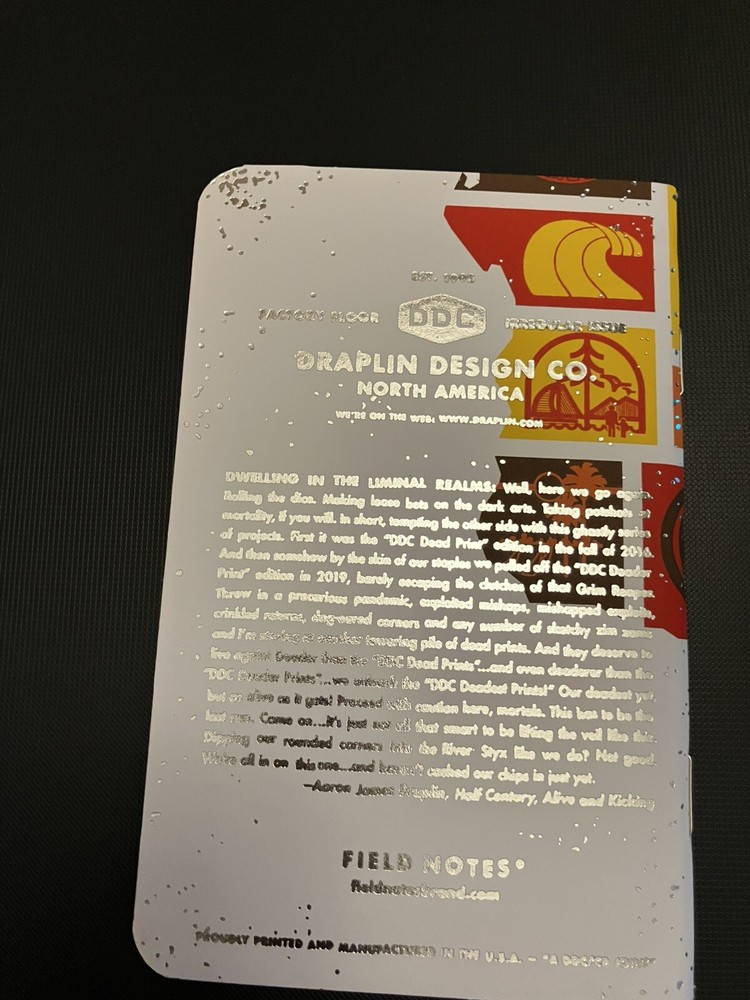 EST.
FACTORY FLOOR DDC IRREGULAR ISSUE
DRAPLIN DESIGN CO.
NORTH AMERICA
WE'RE ON THE WEB: WWW.DRAPLIN.COM
DWELLING IN THE LIMINAL REALMS: Well, here we go again.
Rolling the dice. Making loose bets on the dark arts. Taking potshots at
mortality, if you will. In short, tempting the other side with this ghastly series
of projects. First it was the "DDC Dead Print" edition in the fall of 2016.
And then somehow by the skin of our staples we pulled off the "DDC Deader
Print" edition in 2019, barely escaping the clutches of that Grim Reaper.
Threw in a precarious pandemic, exploited mishaps, mishapped exploits,
crinkled returns, dog-eared corners and any number of sketchy zim zams
and I'm staring at another towering pile of dead prints. And they deserve to
live again! Deader than the "DDC Dead Prints"...and even deaderer than the
"DDC Deader Prints"...we unleash the "DDC Deadest Prints!" Our deadest yet,
but as alive as it gets! Proceed with caution here, mortals. This has to be the
last run. Come on...it's just not all that smart to be lifting the veil like this.
Dipping our rounded corners into the River Styx like we do? Not good.
We're all in on this one...and haven't cashed our chips in just yet.
—Aaron James Draplin, Half Century, Alive and Kicking
FIELD NOTES®
fieldnotesbrand.com
PROUDLY PRINTED AND MANUFACTURED IN THE U.S.A. — "A DDC/CP JOINT"